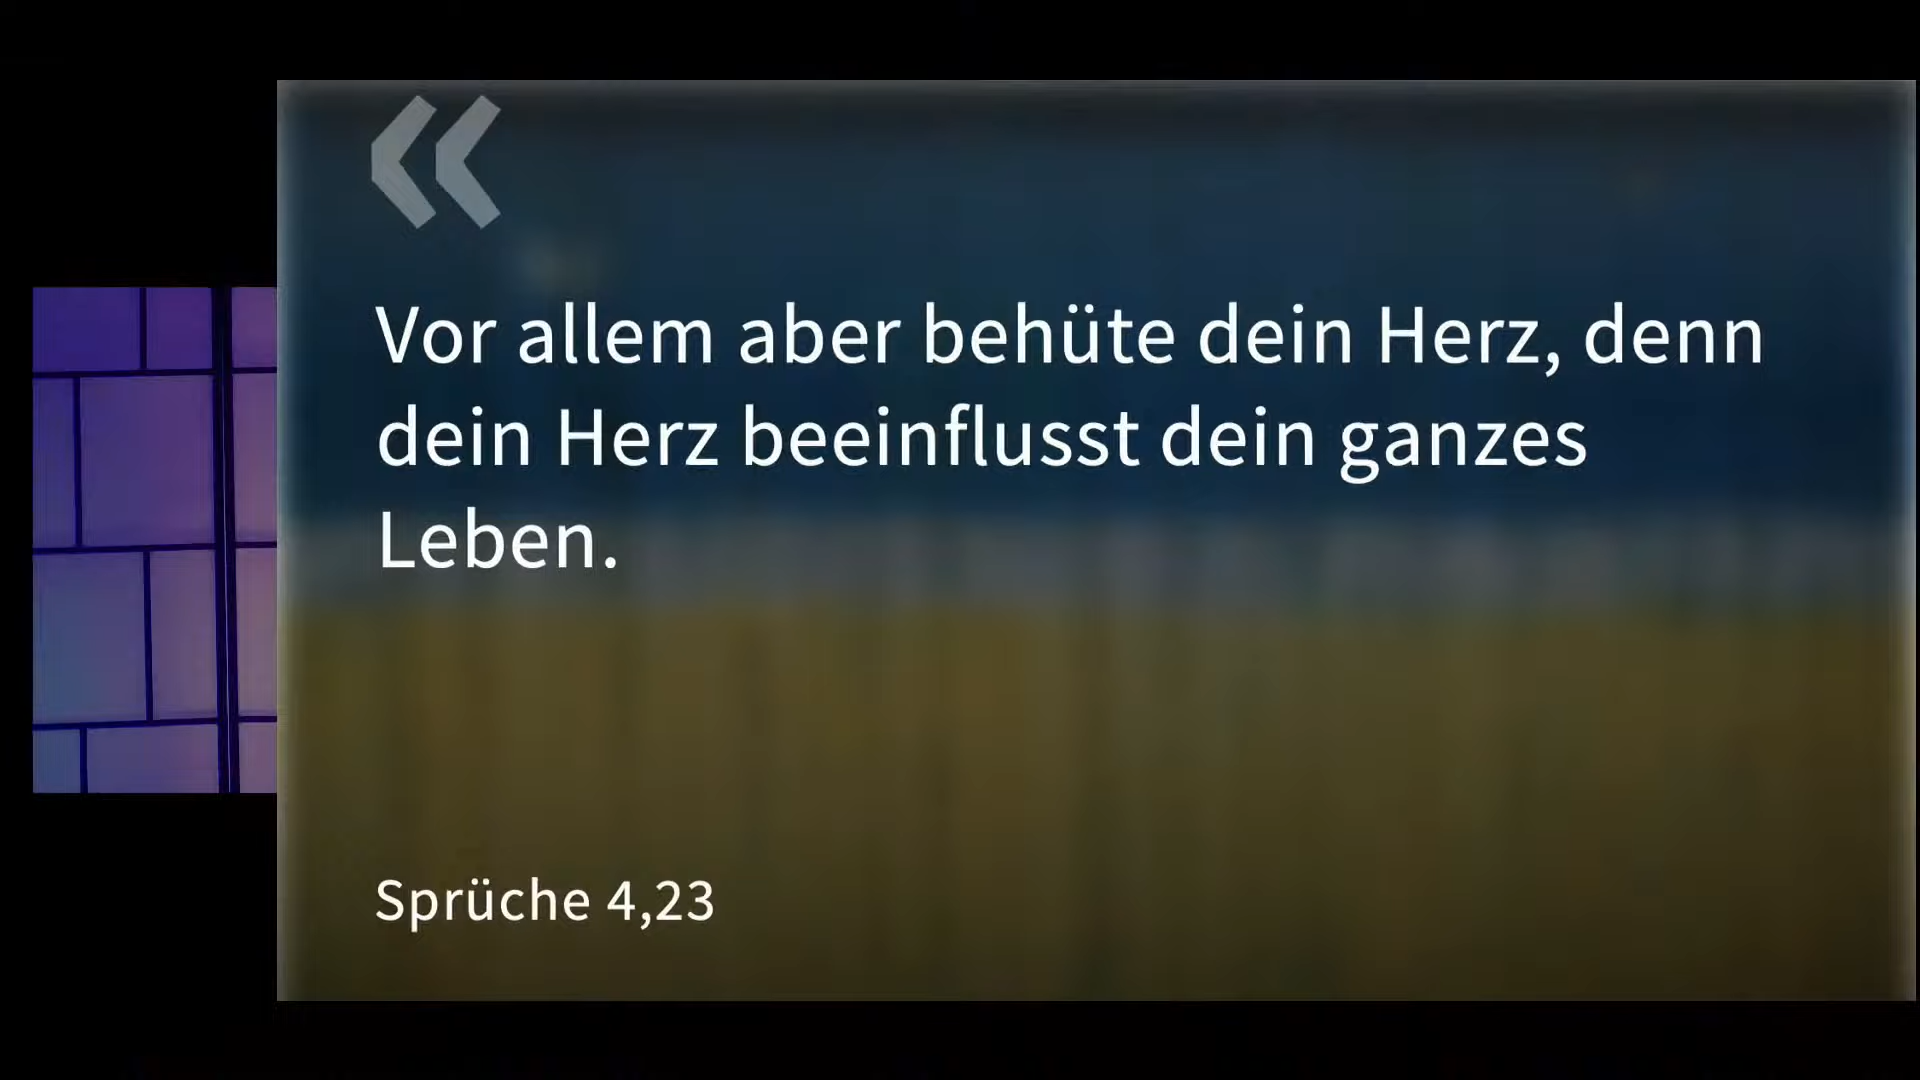 «
Vor allem aber behüte dein Herz, denn
dein Herz beeinflusst dein ganzes
Leben.
Sprüche 4,23